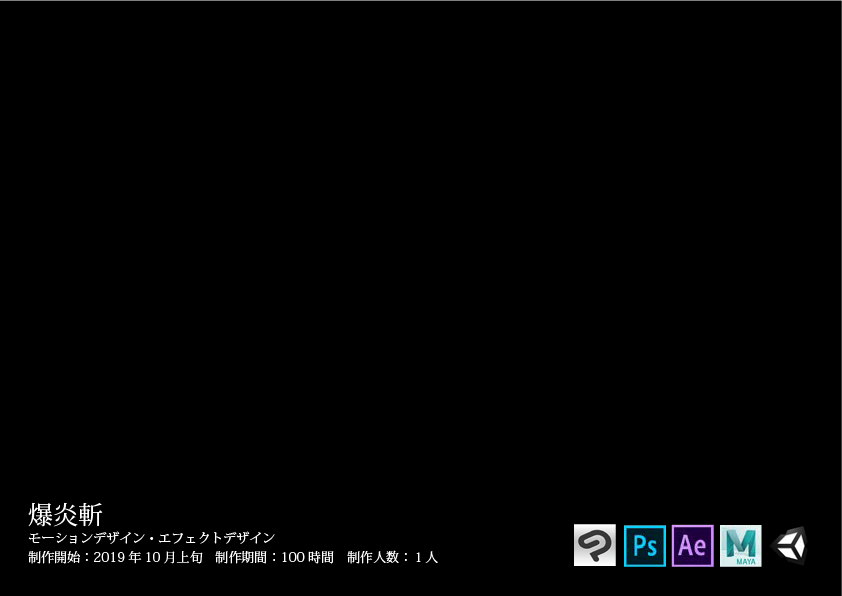 爆炎斬
モーションデザイン・エフェクトデザイン
制作開始：2019 年 10 月上旬　制作期間：100 時間　制作人数：1 人
Ps
Ae
M
MAYA